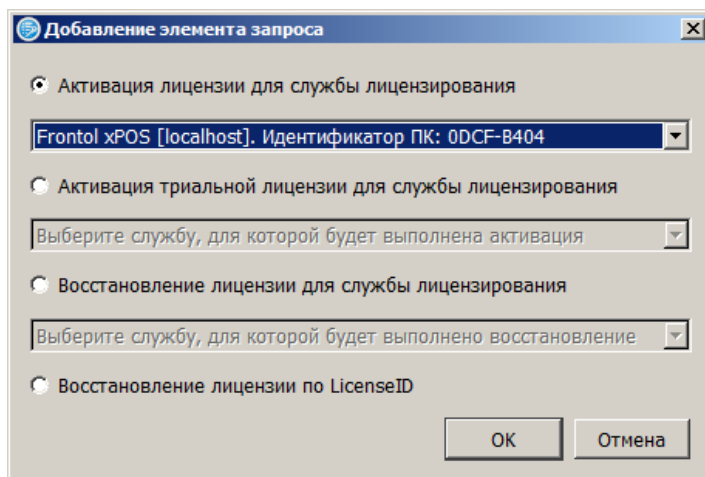 Добавление элемента запроса
Активация лицензии для службы лицензирования
Frontol xPOS [localhost]. Идентификатор ПК: 0DCF-B404
Активация триальной лицензии для службы лицензирования
Выберите службу, для которой будет выполнена активация
Восстановление лицензии для службы лицензирования
Выберите службу, для которой будет выполнено восстановление
Восстановление лицензии по LicenseID
OK Отмена